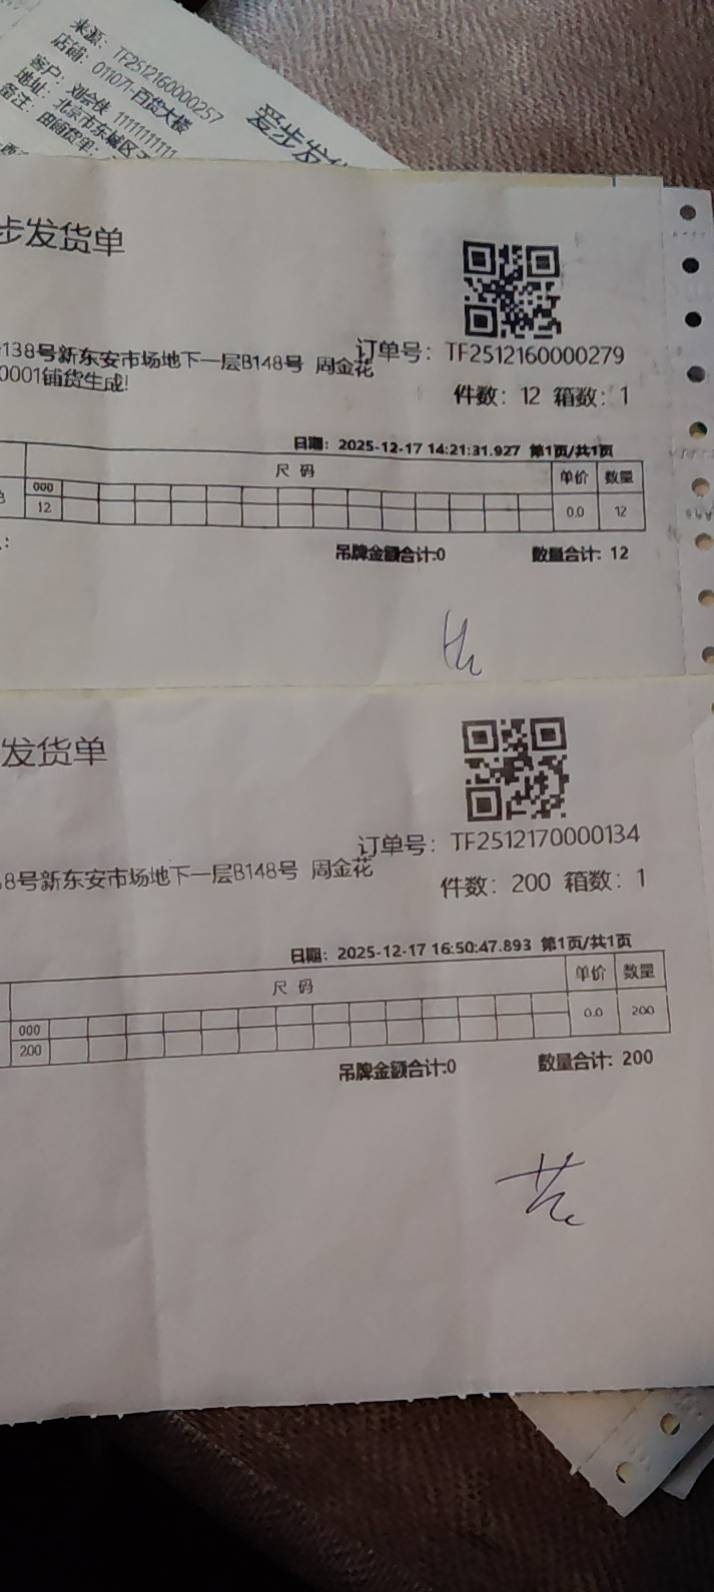 来源: TF2512160000257
店铺: 011071-百货大楼
客户: 刘会侠 11111111111
地址: 北京市东城区
备注: 由铺货单:
爱步发
步发货单
138号新东安市场地下一层B148号 周金花
0001铺货生成!
订单号: TF2512160000279
件数: 12 箱数: 1
日期: 2025-12-17 14:21:31.927 第1页/共1页
尺 码 单价 数量
000
12 0.0 12
吊牌金额合计:0 数量合计: 12
发货单
8号新东安市场地下一层B148号 周金花
订单号: TF2512170000134
件数: 200 箱数: 1
日期: 2025-12-17 16:50:47.893 第1页/共1页
尺 码 单价 数量
000
200 0.0 200
吊牌金额合计:0 数量合计: 200